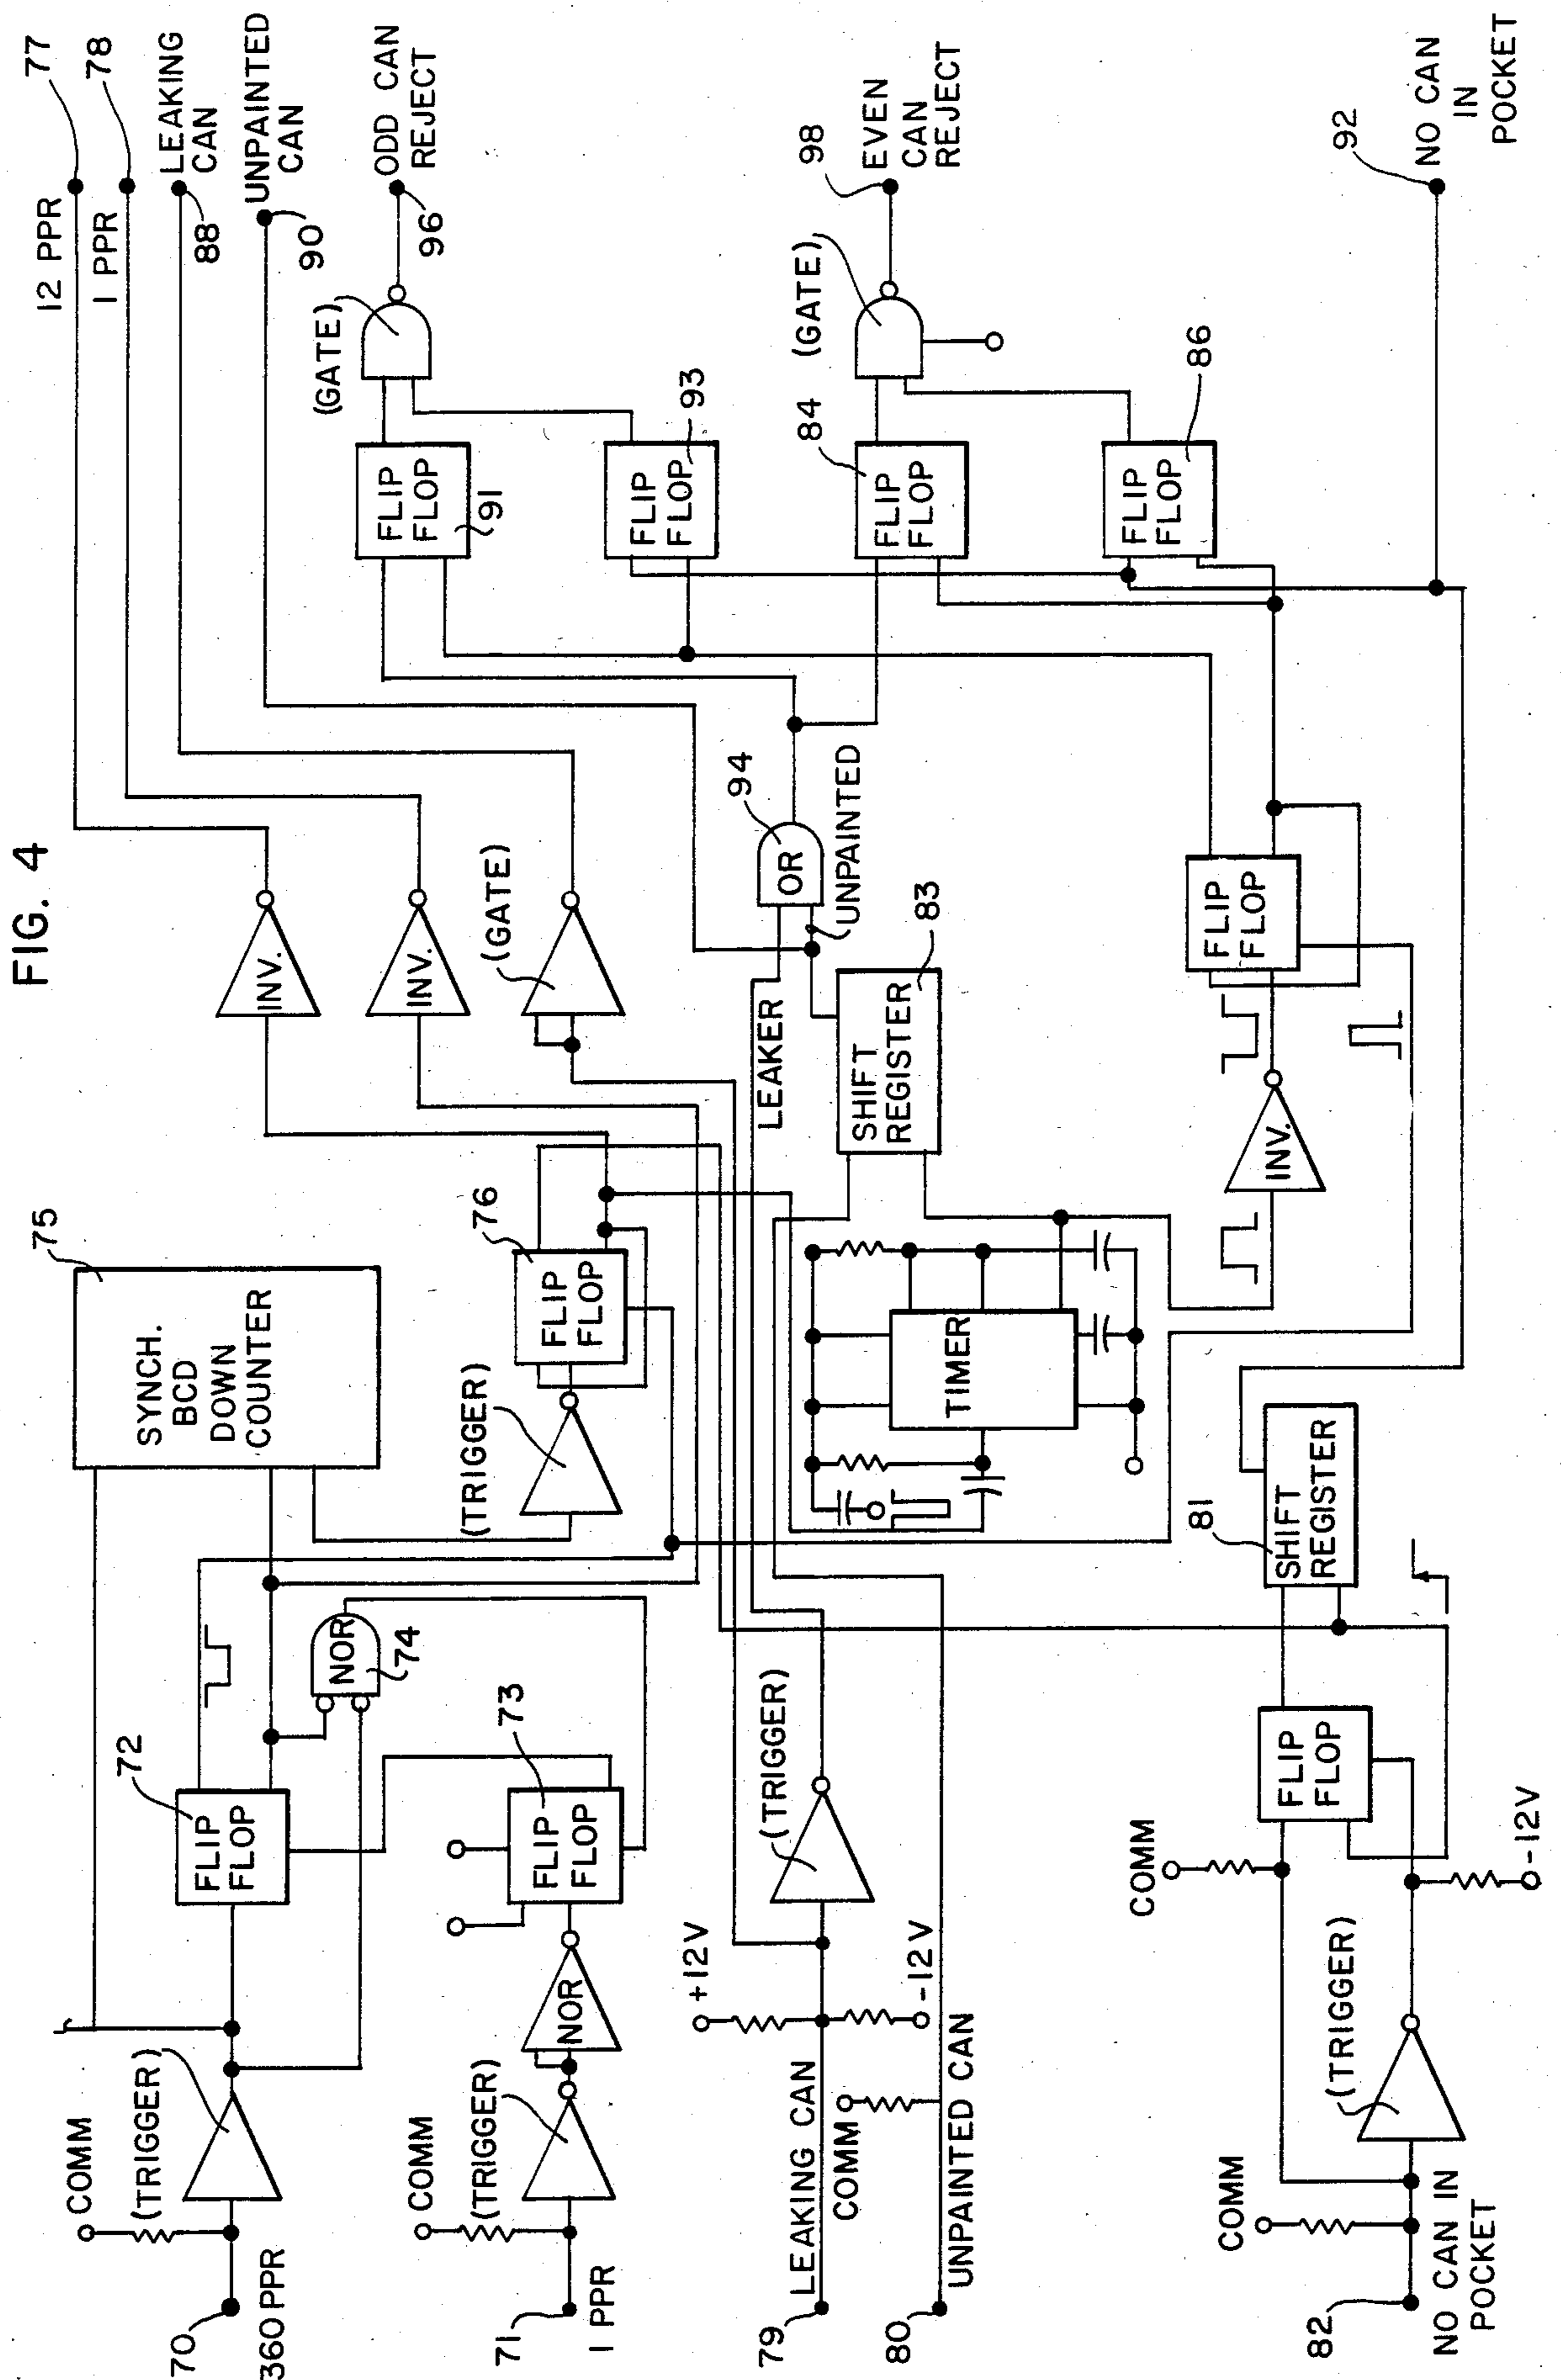 FIG. 4
70
360 PPR
COMM
(TRIGGER)
72
FLIP
FLOP
NOR
74
SYNCH.
BCD
DOWN
COUNTER
75
INV.
12 PPR
77
1 PPR
78
INV.
LEAKING
CAN
88
UNPAINTED
CAN
90
71
1 PPR
COMM
(TRIGGER)
NOR
73
FLIP
FLOP
(TRIGGER)
76
FLIP
FLOP
(GATE)
FLIP
FLOP
91
(GATE)
ODD CAN
REJECT
96
FLIP
FLOP
93
79
LEAKING CAN
+12V
-12V
(TRIGGER)
LEAKER
94
OR
UNPAINTED
80
UNPAINTED CAN
COMM
TIMER
SHIFT
REGISTER
83
84
FLIP
FLOP
(GATE)
98
EVEN
CAN
REJECT
FLIP
FLOP
86
82
NO CAN IN
POCKET
COMM
(TRIGGER)
COMM
-12V
FLIP
FLOP
81
SHIFT
REGISTER
INV.
FLIP
FLOP
92
NO CAN
IN
POCKET